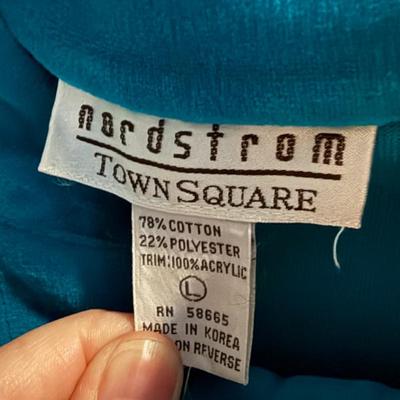 nordstrom
TOWN SQUARE
78% COTTON
22% POLYESTER
TRIM:100% ACRYLIC
L
RN 58665
MADE IN KOREA
ON REVERSE